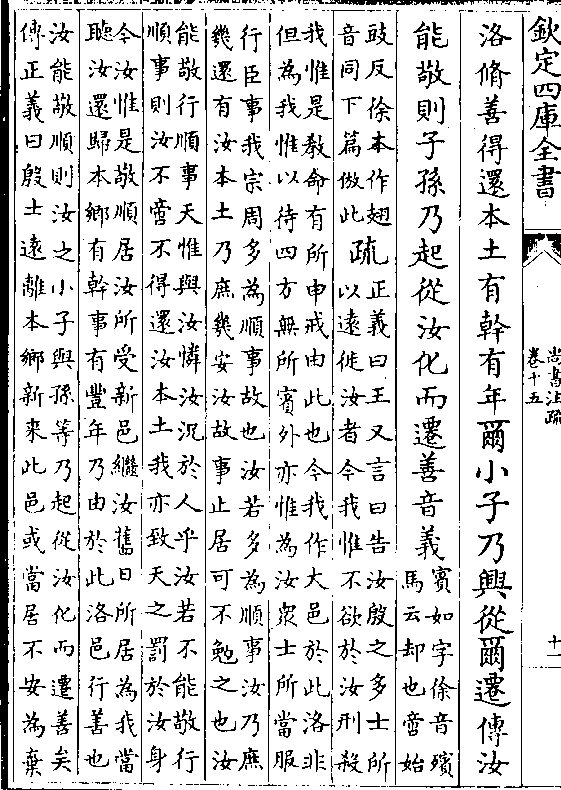 欽定四庫全書
尚書注疏
卷十五
十
洛脩善得還本土有幹有年爾小子乃興從爾遷傳汝
能敬則子孫乃起從汝化而遷善音義
賓如字徐音殯
馬云却也啻始
豉反徐本作翅
音同下篇倣此
疏
正義曰王又言曰告汝殷之多士所
以遠徙汝者今我惟不欲於汝刑殺
我惟是教命有所申戒由此也今我作大邑於此洛非
但為我惟以待四方無所賓外亦惟為汝衆士所當服
行臣事我宗周多為順事故也汝若多為順事汝乃庶
幾還有汝本土乃庶幾安汝故事止居可不勉之也汝
能敬行順事天惟與汝憐汝況於人乎汝若不能敬行
順事則汝不啻不得還汝本土我亦致天之罰於汝身
今汝惟是敬順居汝所受新邑繼汝舊日所居為我當
聽汝還歸本鄉有幹事有豐年乃由於此洛邑行善也
汝能敬順則汝之小子與孫等乃起從汝化而遷善矣
傳正義曰殷士遠離本鄉新來此邑或當居不安為棄